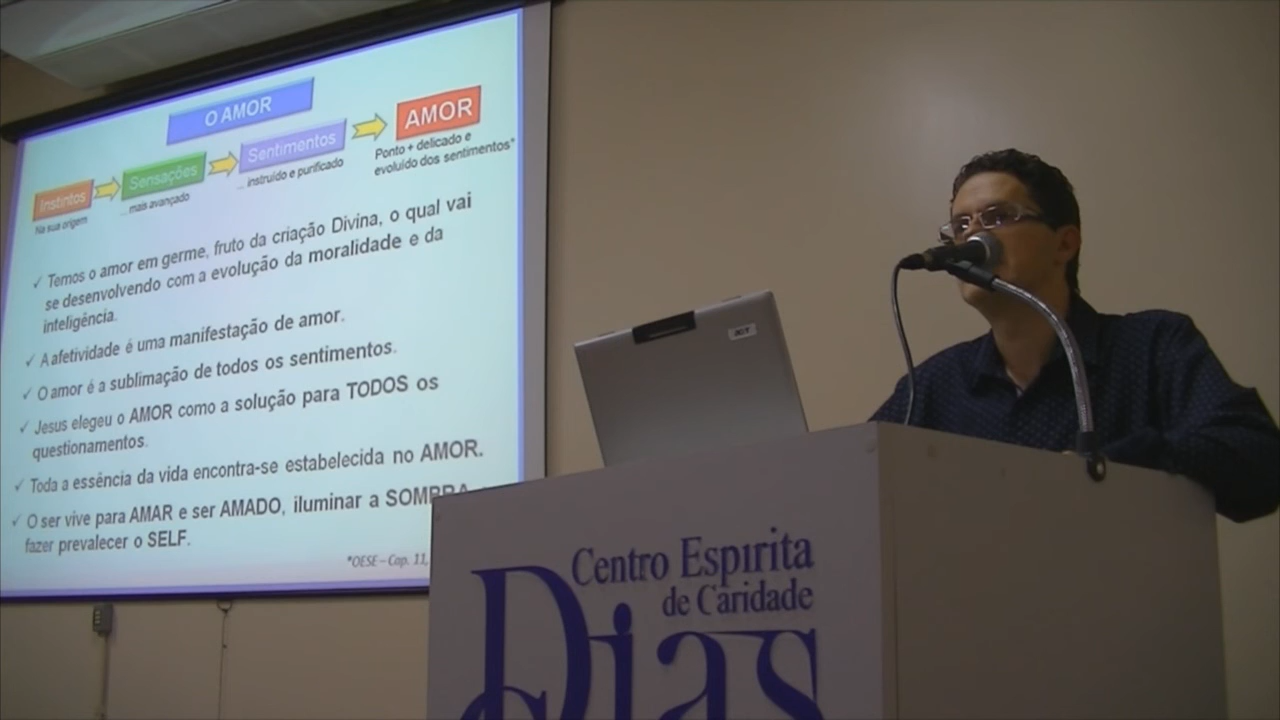 O AMOR
Instintos
Sensações
Sentimentos
AMOR
Na sua origem
... mais avançado
... instruído e purificado
Ponto + delicado e
evoluído dos sentimentos*
✓ Temos o amor em germe, fruto da criação Divina, o qual vai
se desenvolvendo com a evolução da moralidade e da
inteligência.
✓ A afetividade é uma manifestação de amor.
✓ O amor é a sublimação de todos os sentimentos.
✓ Jesus elegeu o AMOR como a solução para TODOS os
questionamentos.
✓ Toda a essência da vida encontra-se estabelecida no AMOR.
✓ O ser vive para AMAR e ser AMADO, iluminar a SOMBRA
fazer prevalecer o SELF.
*OESE – Cap. 11,
acer
Centro Espírita
de Caridade
Dias